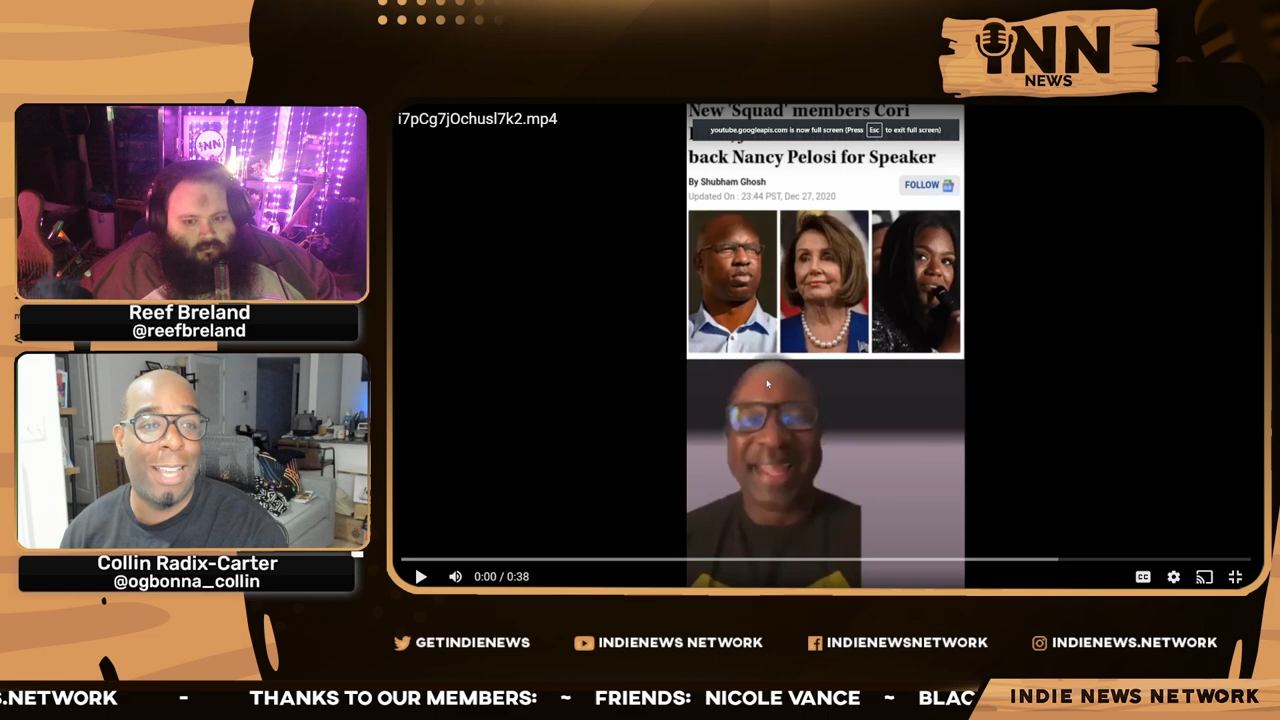 iNN
NEWS
i7pCg7jOchusl7k2.mp4
New 'Squad' members Cori
youtube.googleapis.com is now full screen (Press Esc to exit full screen)
back Nancy Pelosi for Speaker
By Shubham Ghosh
FOLLOW
Updated On : 23:44 PST, Dec 27, 2020
iNN
Reef Breland
@reefbreland
Collin Radix-Carter
@ogbonna_collin
0:00 / 0:38
CC
GETINDIENEWS
INDIENEWS NETWORK
INDIENEWSNETWORK
INDIENEWS.NETWORK
S.NETWORK - THANKS TO OUR MEMBERS: ~ FRIENDS: NICOLE VANCE ~ BLAC
INDIE NEWS NETWORK